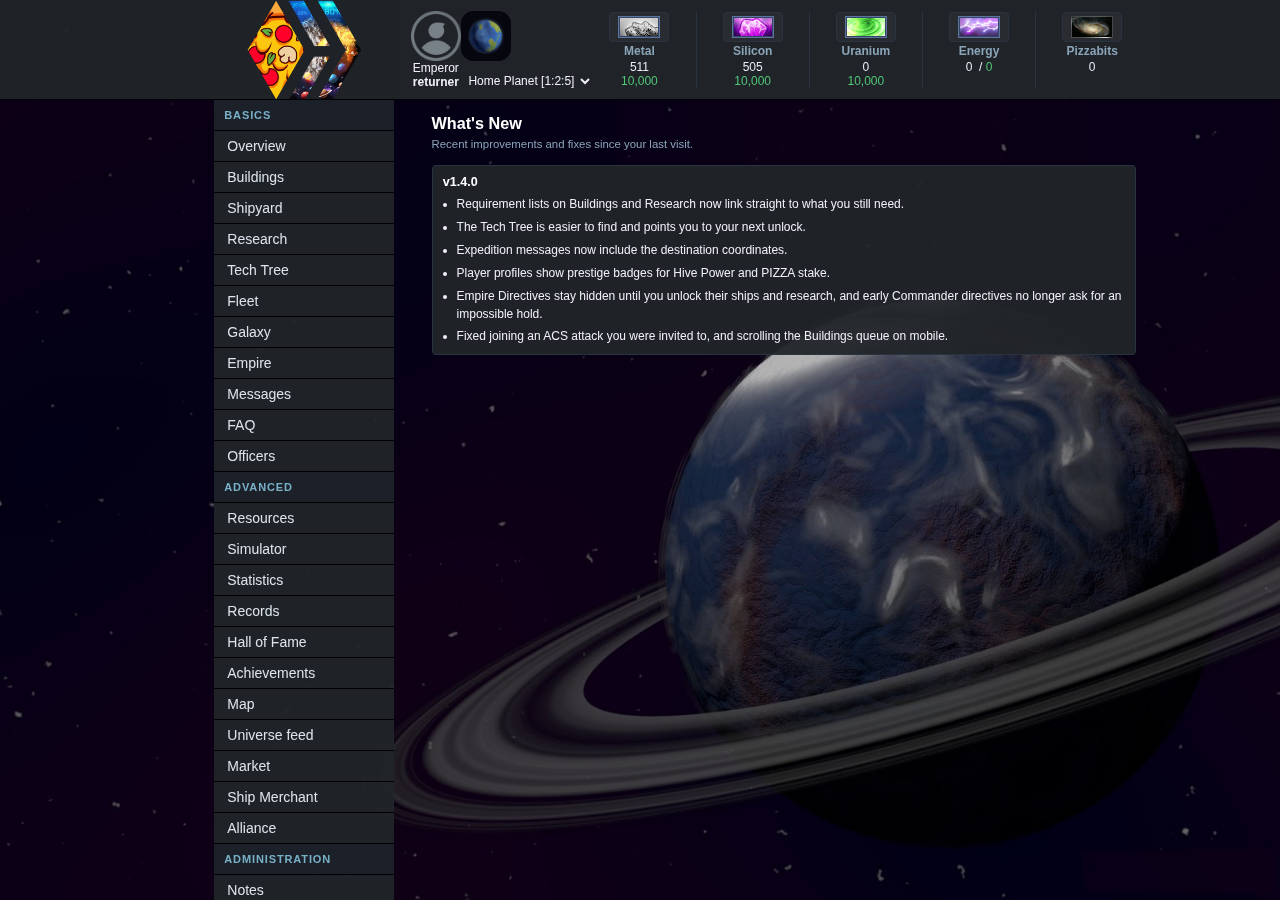 Emperor
returner
Home Planet [1:2:5]
Metal
511
10,000
Silicon
505
10,000
Uranium
0
10,000
Energy
0 / 0
Pizzabits
0
BASICS
Overview
Buildings
Shipyard
Research
Tech Tree
Fleet
Galaxy
Empire
Messages
FAQ
Officers
ADVANCED
Resources
Simulator
Statistics
Records
Hall of Fame
Achievements
Map
Universe feed
Market
Ship Merchant
Alliance
ADMINISTRATION
Notes
What's New
Recent improvements and fixes since your last visit.
v1.4.0
Requirement lists on Buildings and Research now link straight to what you still need.
The Tech Tree is easier to find and points you to your next unlock.
Expedition messages now include the destination coordinates.
Player profiles show prestige badges for Hive Power and PIZZA stake.
Empire Directives stay hidden until you unlock their ships and research, and early Commander directives no longer ask for an
impossible hold.
Fixed joining an ACS attack you were invited to, and scrolling the Buildings queue on mobile.